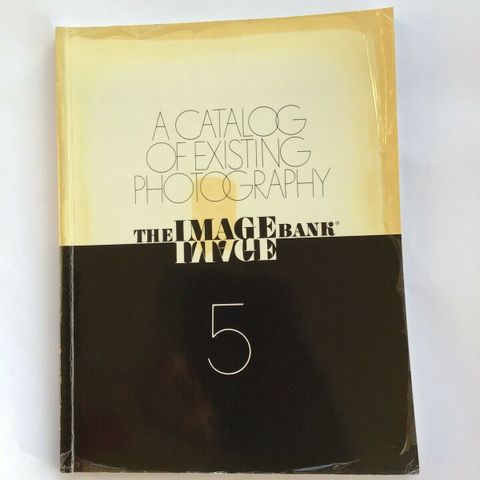 A CATALOG
OF EXISTING
PHOTOGRAPHY
THE IMAGE BANK®
IMAGE
5